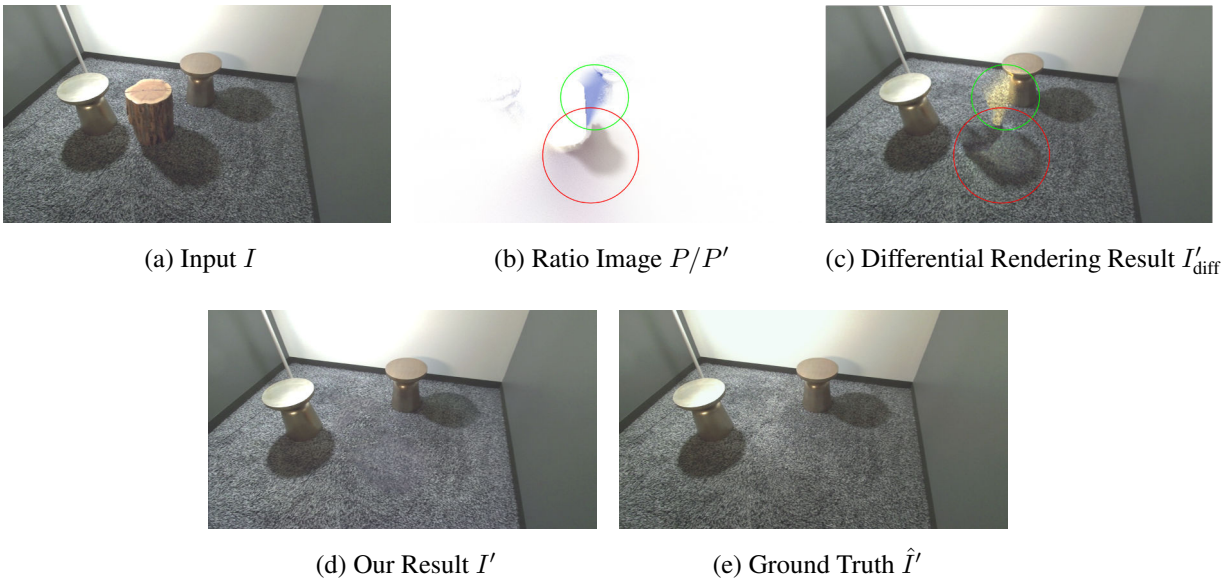 (a) Input I
(b) Ratio Image P/P′
(c) Differential Rendering Result I′diff
(d) Our Result I′
(e) Ground Truth Î′